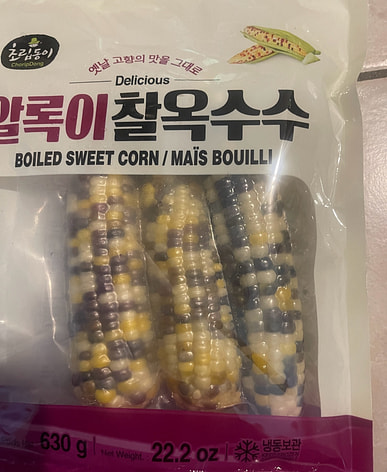 초립동이
ChoripDong
옛날 고향의 맛을 그대로
Delicious
알록이찰옥수수
BOILED SWEET CORN / MAÏS BOUILLI
630 g | Net Weight. 22.2 oz
냉동보관